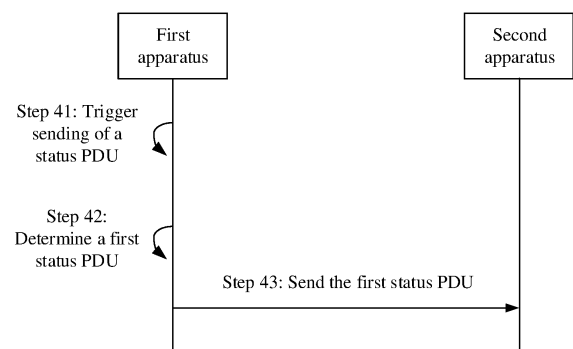 First
apparatus
Second
apparatus
Step 41: Trigger
sending of a
status PDU
Step 42:
Determine a first
status PDU
Step 43: Send the first status PDU